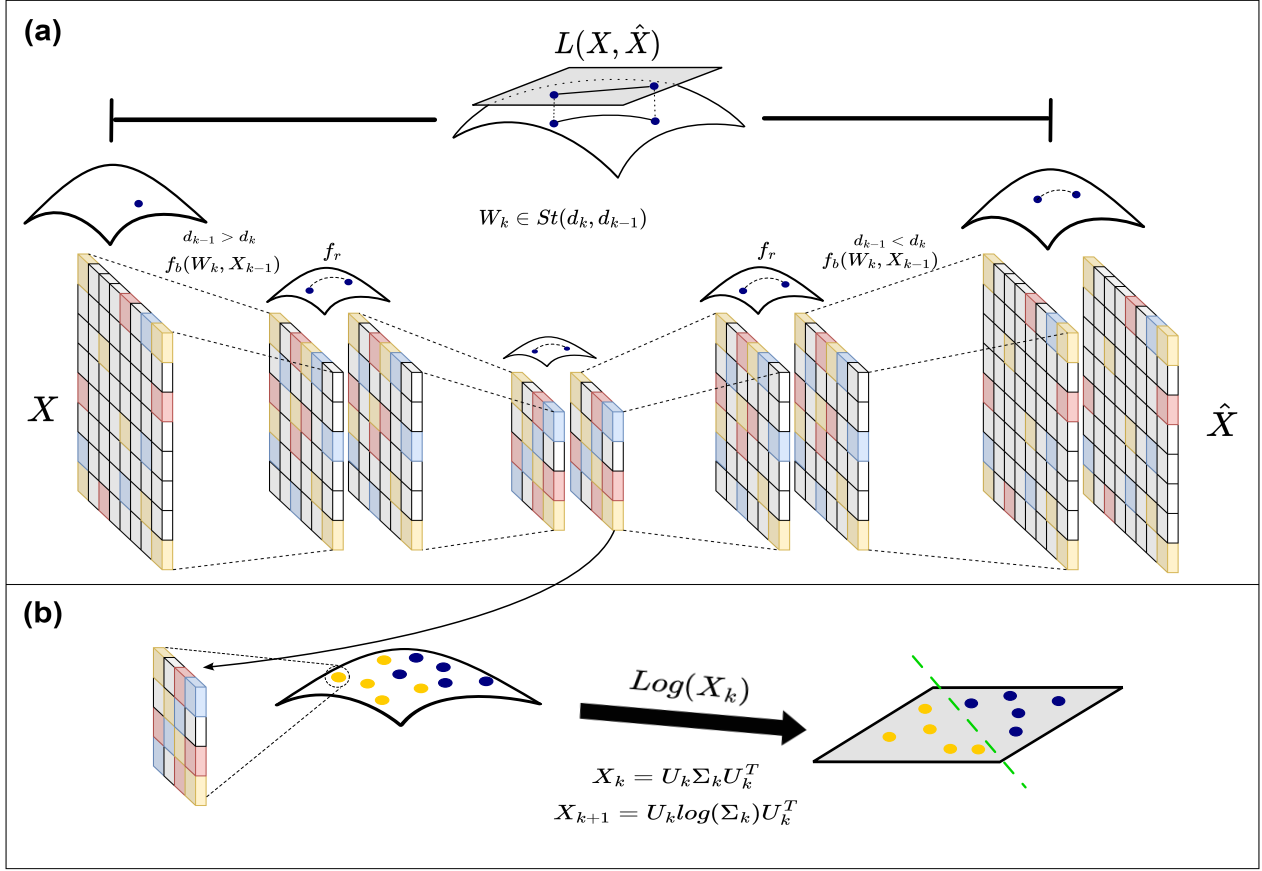 (a)
L(X, X̂)
W_k ∈ St(d_k, d_{k-1})
d_{k-1} > d_k
f_b(W_k, X_{k-1})
f_r
f_r
d_{k-1} < d_k
f_b(W_k, X_{k-1})
X
X̂
(b)
Log(X_k)
X_k = U_k Σ_k U_k^T
X_{k+1} = U_k log(Σ_k) U_k^T